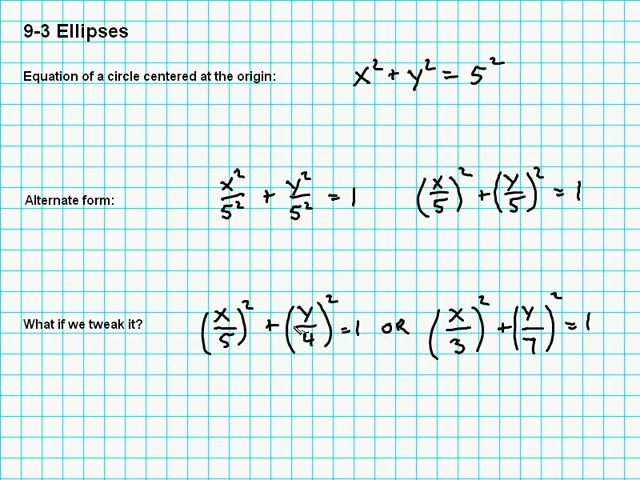 9-3 Ellipses
Equation of a circle centered at the origin: x² + y² = 5²
Alternate form: x²/5² + y²/5² = 1 (x/5)² + (y/5)² = 1
What if we tweak it? (x/5)² + (y/4)² = 1 OR (x/3)² + (y/7)² = 1